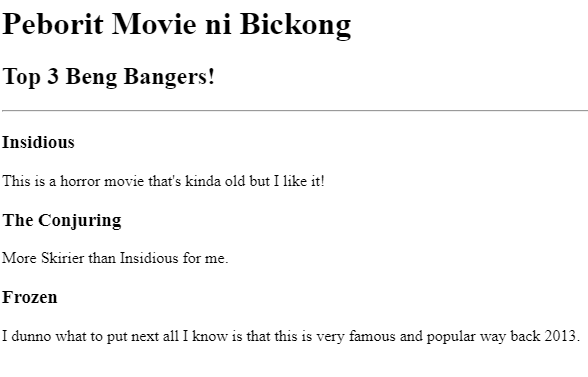 Peborit Movie ni Bickong
Top 3 Beng Bangers!
Insidious
This is a horror movie that's kinda old but I like it!
The Conjuring
More Skirier than Insidious for me.
Frozen
I dunno what to put next all I know is that this is very famous and popular way back 2013.